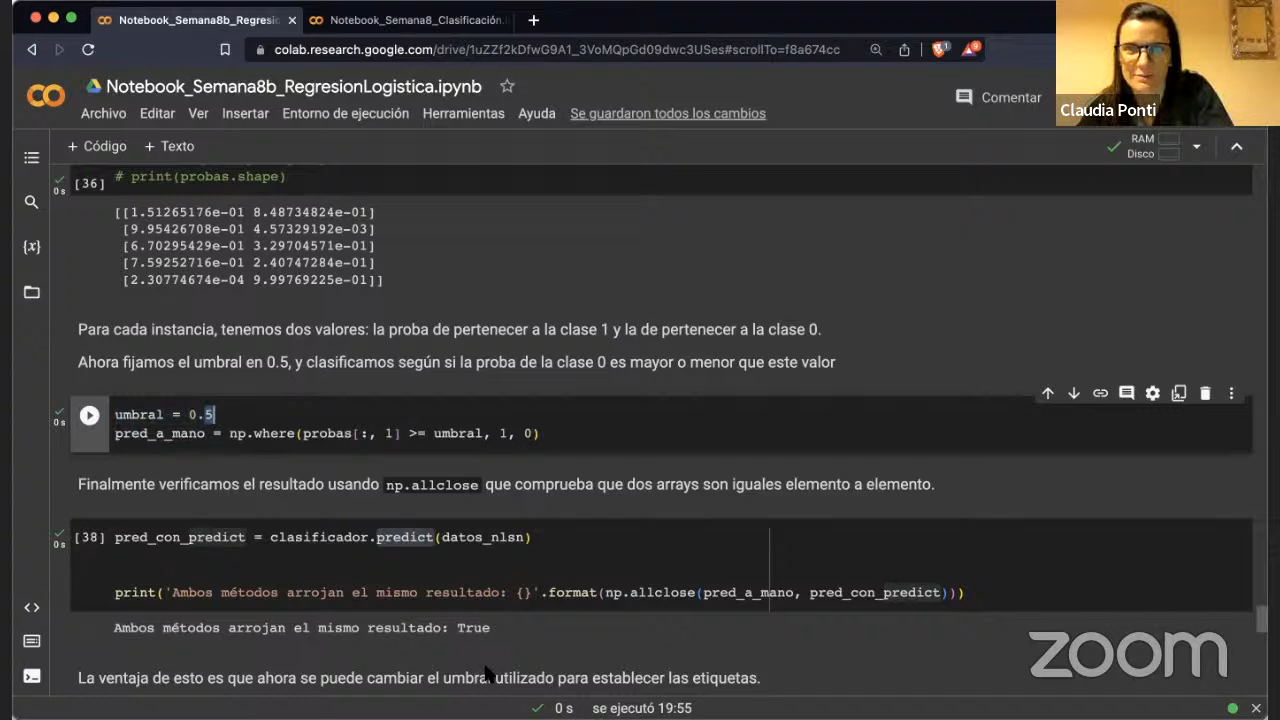 Notebook_Semana8b_Regresio
Notebook_Semana8_Clasificación.i
colab.research.google.com/drive/1uZZf2kDfwG9A1_3VoMQpGd09dwc3USes#scrollTo=f8a674cc
1
9
Notebook_Semana8b_RegresionLogistica.ipynb
Archivo Editar Ver Insertar Entorno de ejecución Herramientas Ayuda Se guardaron todos los cambios
Comentar
Claudia Ponti
+ Código + Texto
RAM
Disco
[36] # print(probas.shape)
0 s
[[1.51265176e-01 8.48734824e-01]
[9.95426708e-01 4.57329192e-03]
[6.70295429e-01 3.29704571e-01]
[7.59252716e-01 2.40747284e-01]
[2.30774674e-04 9.99769225e-01]]
Para cada instancia, tenemos dos valores: la proba de pertenecer a la clase 1 y la de pertenecer a la clase 0.
Ahora fijamos el umbral en 0.5, y clasificamos según si la proba de la clase 0 es mayor o menor que este valor
umbral = 0.5
0 s
pred_a_mano = np.where(probas[:, 1] >= umbral, 1, 0)
Finalmente verificamos el resultado usando np.allclose que comprueba que dos arrays son iguales elemento a elemento.
[38] pred_con_predict = clasificador.predict(datos_nlsn)
0 s
print('Ambos métodos arrojan el mismo resultado: {}'.format(np.allclose(pred_a_mano, pred_con_predict)))
Ambos métodos arrojan el mismo resultado: True
La ventaja de esto es que ahora se puede cambiar el umbral utilizado para establecer las etiquetas.
zoom
0 s se ejecutó 19:55